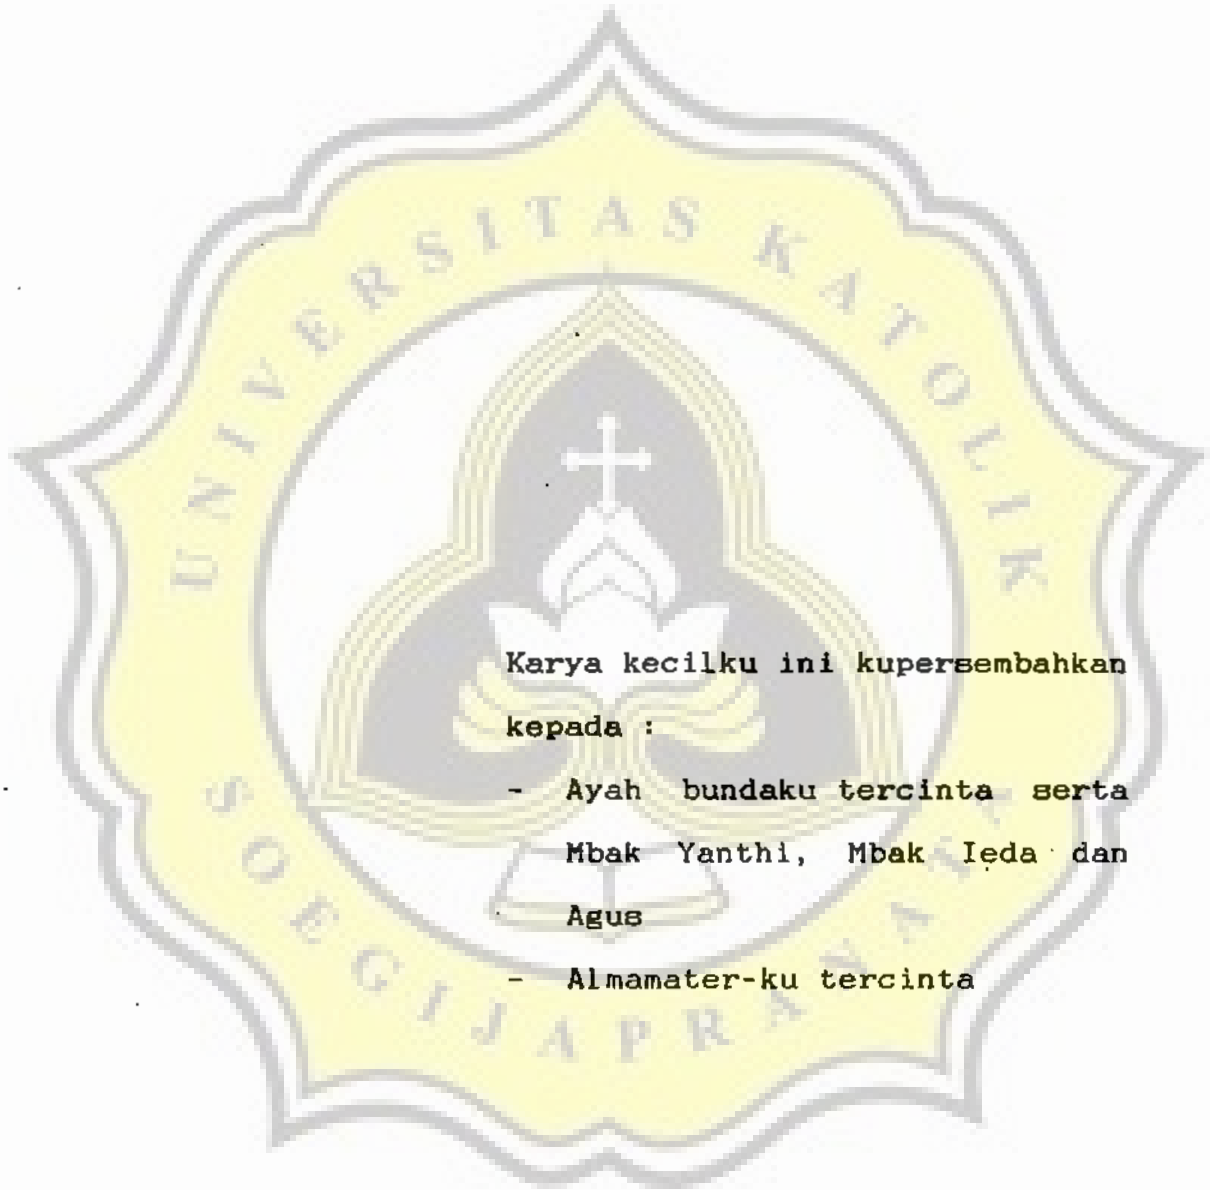 UNIVERSITAS KATOLIK
Karya kecilku ini kupersembahkan
kepada :
- Ayah bundaku tercinta serta
Mbak Yanthi, Mbak Ieda dan
Agus
- Almamater-ku tercinta
SOEGIJAPRANATA